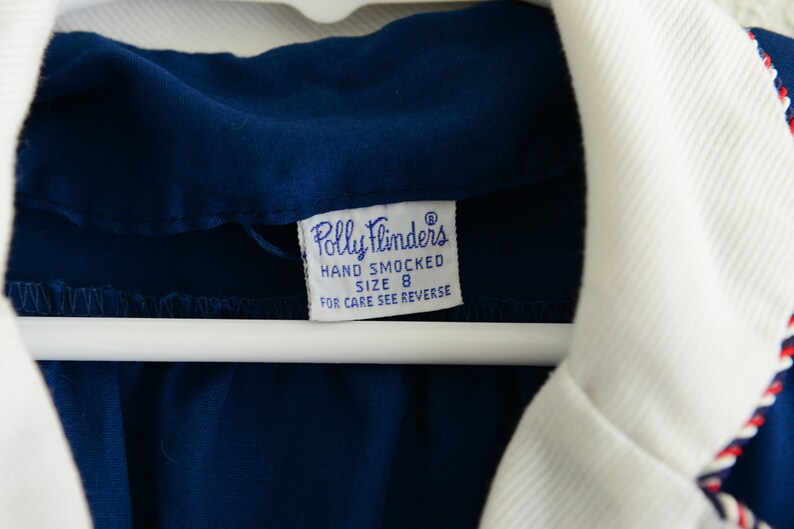 Polly Flinders®
HAND SMOCKED
SIZE 8
FOR CARE SEE REVERSE